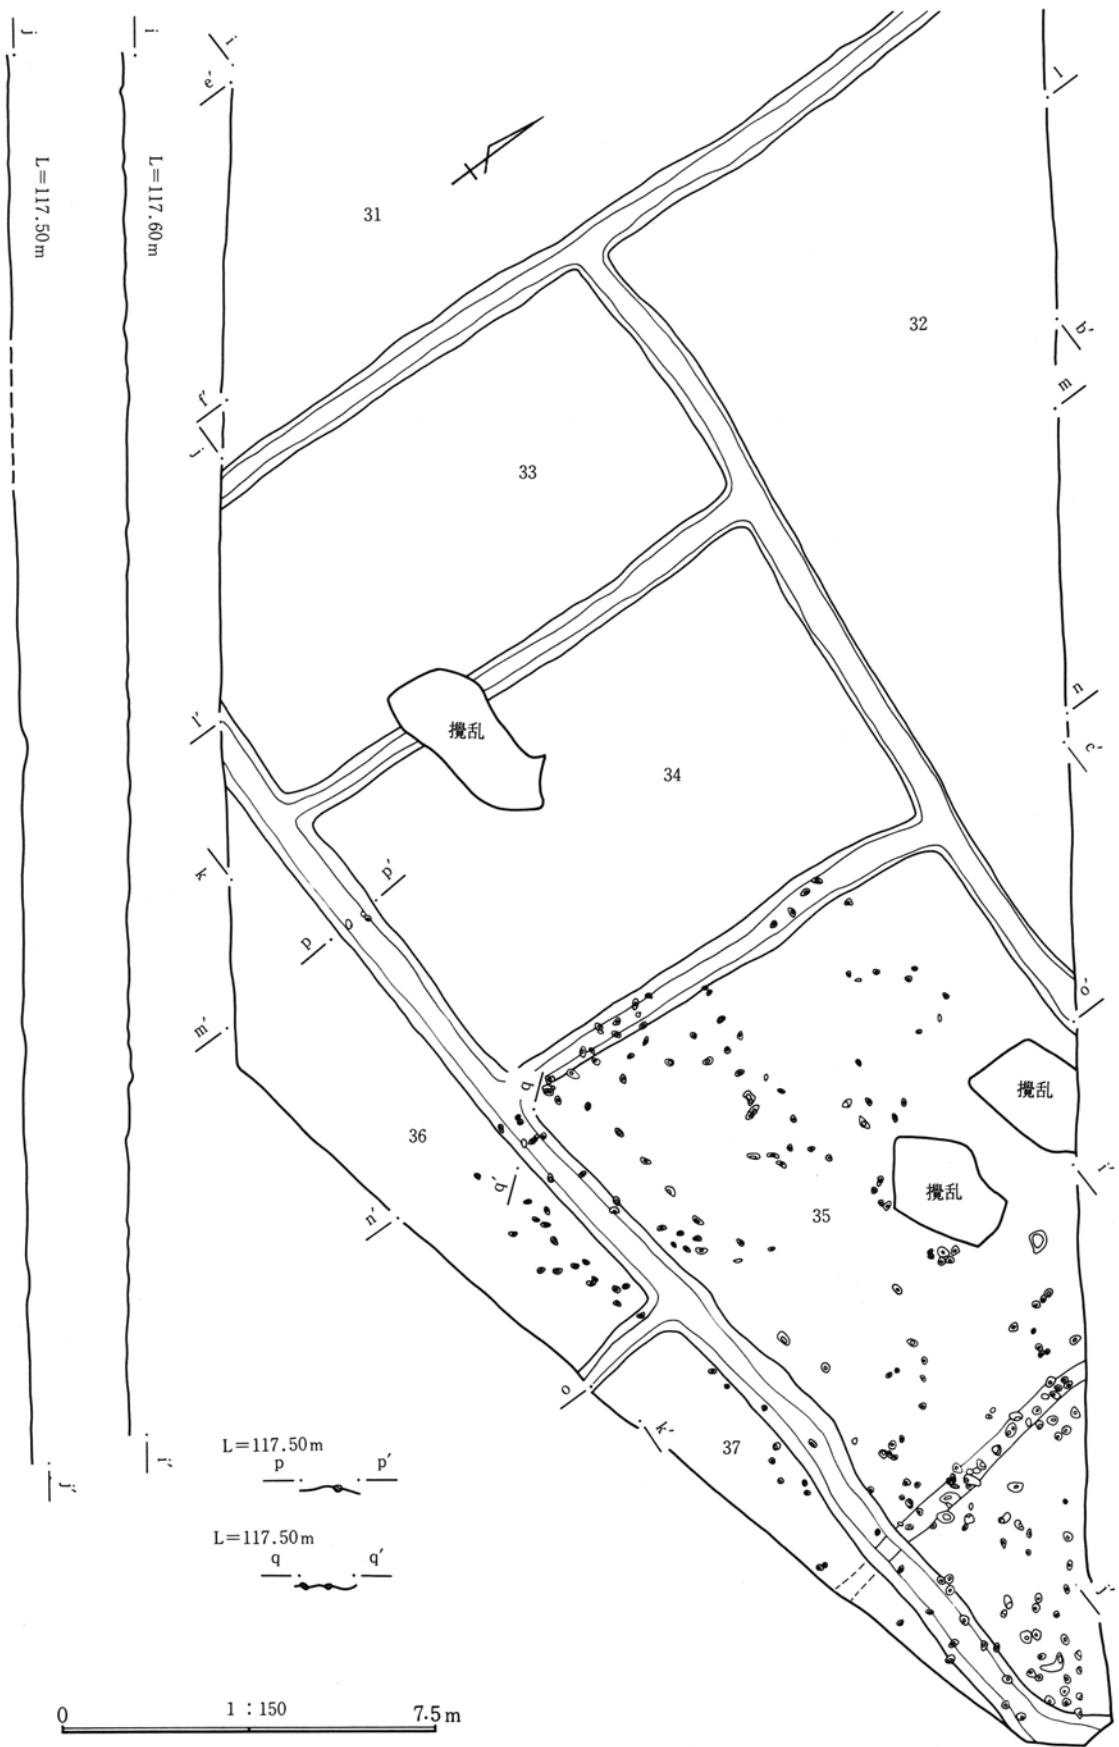 j
i
i
e′
l
L=117.50m
L=117.60m
31
32
b′
m
f′
j
33
n
c′
l′
攪乱
34
k
p′
p
o′
m′
攪乱
q
36
i′
q′
攪乱
35
n′
o
k′
37
L=117.50m
p p′
j′
i′
L=117.50m
q q′
j′
0 1:150 7.5m